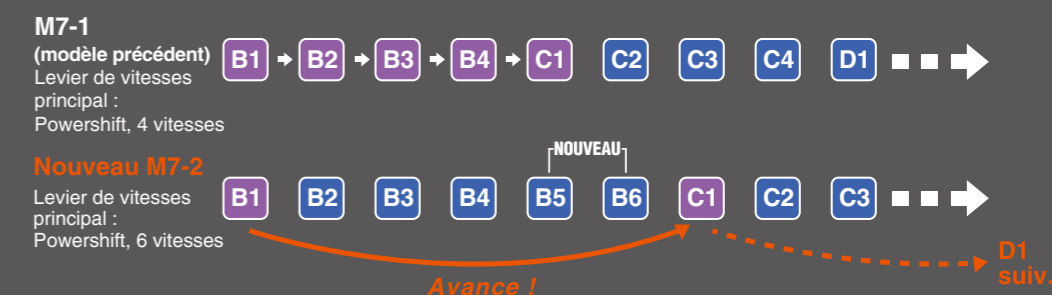 M7-1
(modèle précédent)
Levier de vitesses
principal :
Powershift, 4 vitesses
B1 B2 B3 B4 C1 C2 C3 C4 D1
Nouveau M7-2
Levier de vitesses
principal :
Powershift, 6 vitesses
NOUVEAU
B1 B2 B3 B4 B5 B6 C1 C2 C3
Avance !
D1
suiv.